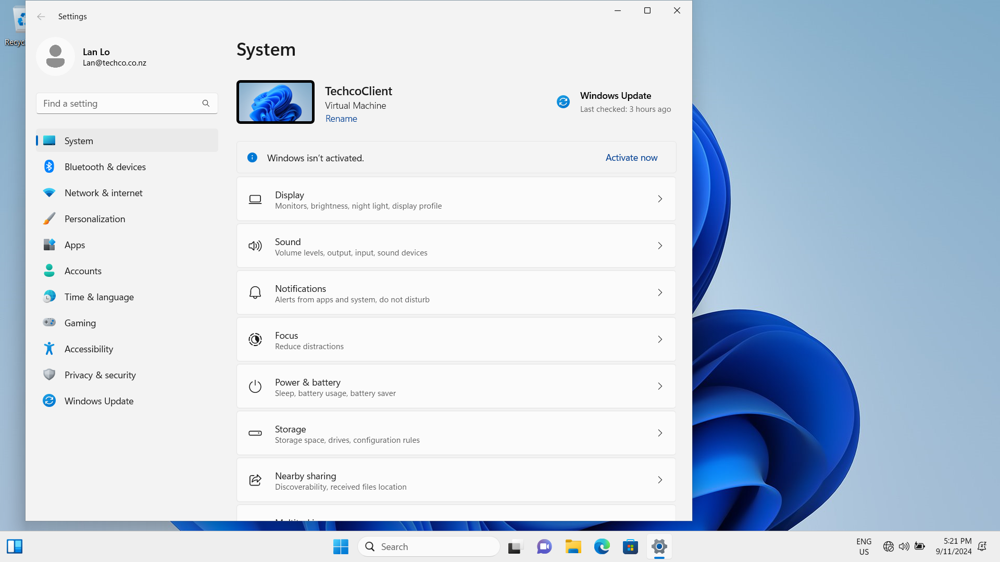 Recyc
Settings
Lan Lo
Lan@techco.co.nz
Find a setting
System
Bluetooth & devices
Network & internet
Personalization
Apps
Accounts
Time & language
Gaming
Accessibility
Privacy & security
Windows Update
System
TechcoClient
Virtual Machine
Rename
Windows Update
Last checked: 3 hours ago
Windows isn’t activated.
Activate now
Display
Monitors, brightness, night light, display profile
Sound
Volume levels, output, input, sound devices
Notifications
Alerts from apps and system, do not disturb
Focus
Reduce distractions
Power & battery
Sleep, battery usage, battery saver
Storage
Storage space, drives, configuration rules
Nearby sharing
Discoverability, received files location
Search
ENG
US
5:21 PM
9/11/2024